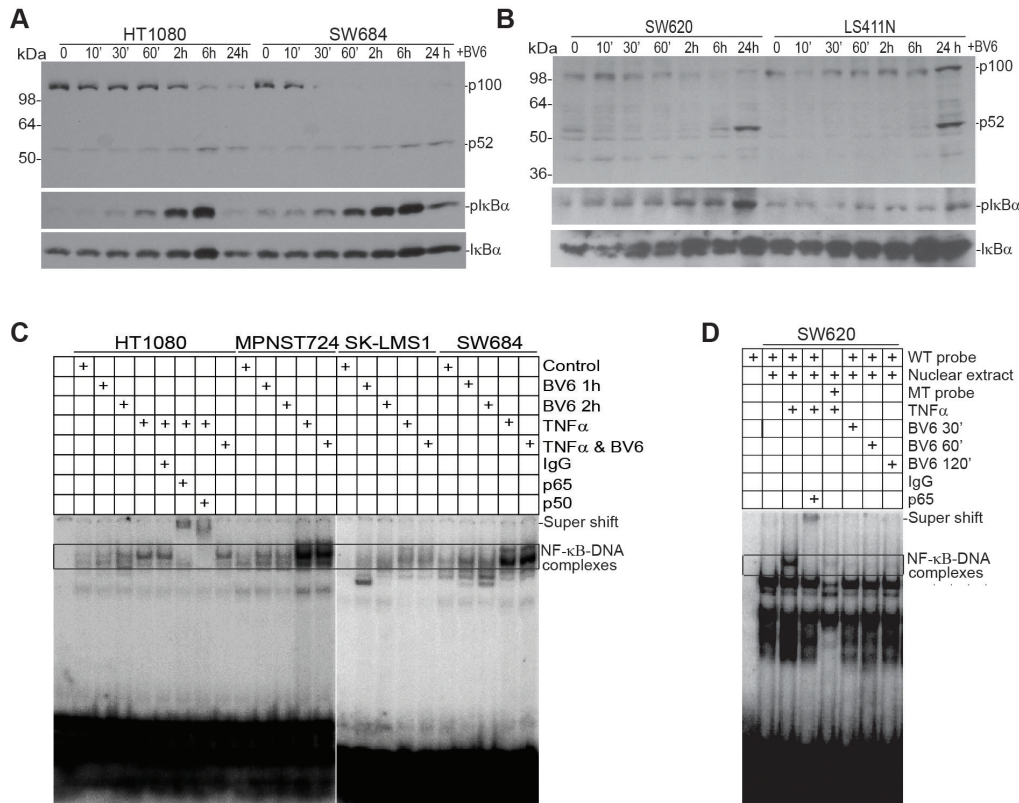 A
HT1080 SW684
kDa 0 10' 30' 60' 2h 6h 24h 0 10' 30' 60' 2h 6h 24 h +BV6
-p100
98-
64-
-p52
50-
-pIκBα
-IκBα
B
SW620 LS411N
kDa 0 10' 30' 60' 2h 6h 24h 0 10' 30' 60' 2h 6h 24 h +BV6
-p100
98-
64-
-p52
50-
36-
-pIκBα
-IκBα
C
HT1080 MPNST724 SK-LMS1 SW684
+ + + + Control
+ + + + BV6 1h
+ + + + BV6 2h
+ + + + + + + TNFα
+ + + + TNFα & BV6
+ IgG
+ p65
+ p50
-Super shift
NF-κB-DNA
complexes
D
SW620
+ + + + + + + WT probe
+ + + + + + + Nuclear extract
+ MT probe
+ + + TNFα
+ BV6 30'
+ BV6 60'
+ BV6 120'
IgG
+ p65
-Super shift
NF-κB-DNA
complexes